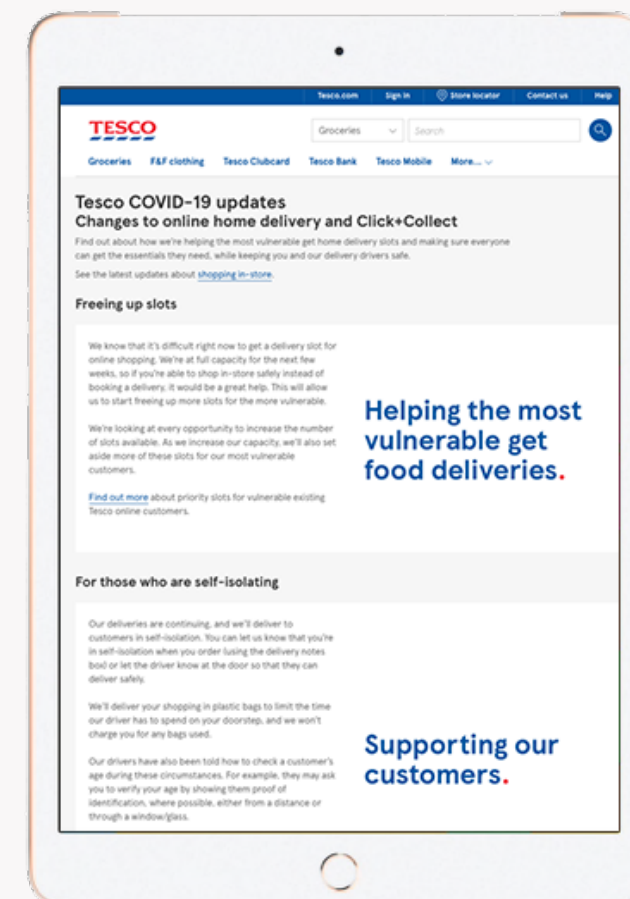 Tesco.com Sign in Store locator Contact us Help
TESCO
Groceries Search
Groceries F&F clothing Tesco Clubcard Tesco Bank Tesco Mobile More...
Tesco COVID-19 updates
Changes to online home delivery and Click+Collect
Find out about how we're helping the most vulnerable get home delivery slots and making sure everyone
can get the essentials they need, while keeping you and our delivery drivers safe.
See the latest updates about shopping in-store.
Freeing up slots
We know that it's difficult right now to get a delivery slot for
online shopping. We're at full capacity for the next few
weeks, so if you're able to shop in-store safely instead of
booking a delivery, it would be a great help. This will allow
us to start freeing up more slots for the more vulnerable.
We're looking at every opportunity to increase the number
of slots available. As we increase our capacity, we'll also set
aside more of these slots for our most vulnerable
customers.
Find out more about priority slots for vulnerable existing
Tesco online customers.
Helping the most
vulnerable get
food deliveries.
For those who are self-isolating
Our deliveries are continuing, and we'll deliver to
customers in self-isolation. You can let us know that you're
in self-isolation when you order (using the delivery notes
box) or let the driver know at the door so that they can
deliver safely.
We'll deliver your shopping in plastic bags to limit the time
our driver has to spend on your doorstep, and we won't
charge you for any bags used.
Our drivers have also been told how to check a customer's
age during these circumstances. For example, they may ask
you to verify your age by showing them proof of
identification, where possible, either from a distance or
through a window/glass.
Supporting our
customers.